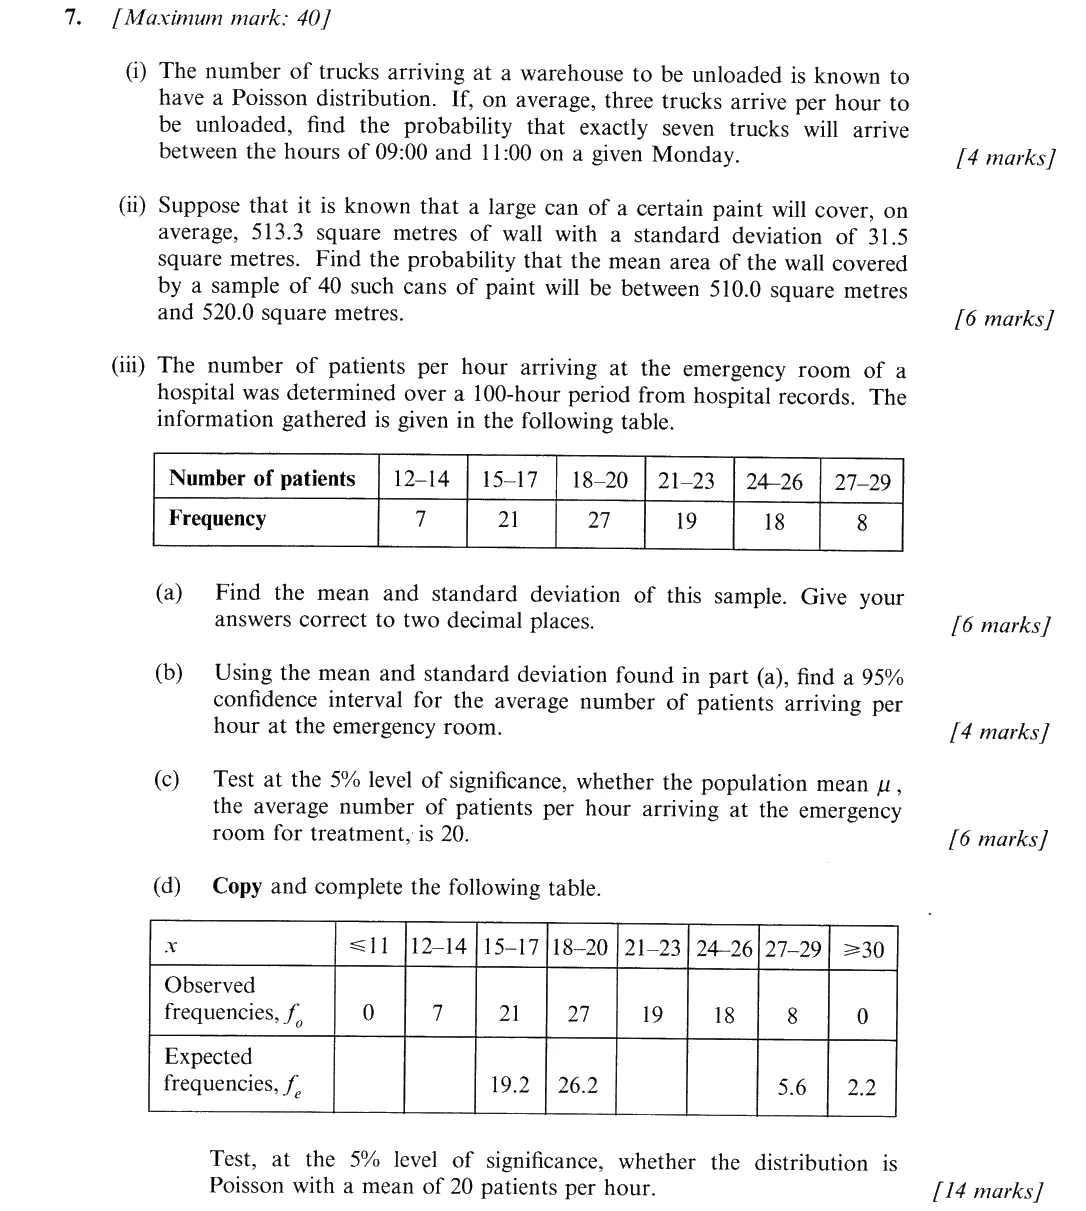 7. [Maximum mark: 40]
(i) The number of trucks arriving at a warehouse to be unloaded is known to
have a Poisson distribution. If, on average, three trucks arrive per hour to
be unloaded, find the probability that exactly seven trucks will arrive
between the hours of 09:00 and 11:00 on a given Monday. [4 marks]
(ii) Suppose that it is known that a large can of a certain paint will cover, on
average, 513.3 square metres of wall with a standard deviation of 31.5
square metres. Find the probability that the mean area of the wall covered
by a sample of 40 such cans of paint will be between 510.0 square metres
and 520.0 square metres. [6 marks]
(iii) The number of patients per hour arriving at the emergency room of a
hospital was determined over a 100-hour period from hospital records. The
information gathered is given in the following table.
Number of patients 12–14 15–17 18–20 21–23 24–26 27–29
Frequency 7 21 27 19 18 8
(a) Find the mean and standard deviation of this sample. Give your
answers correct to two decimal places. [6 marks]
(b) Using the mean and standard deviation found in part (a), find a 95%
confidence interval for the average number of patients arriving per
hour at the emergency room. [4 marks]
(c) Test at the 5% level of significance, whether the population mean μ,
the average number of patients per hour arriving at the emergency
room for treatment, is 20. [6 marks]
(d) Copy and complete the following table.
x ≤11 12–14 15–17 18–20 21–23 24–26 27–29 ≥30
Observed
frequencies, fₒ 0 7 21 27 19 18 8 0
Expected
frequencies, fₑ 19.2 26.2 5.6 2.2
Test, at the 5% level of significance, whether the distribution is
Poisson with a mean of 20 patients per hour. [14 marks]